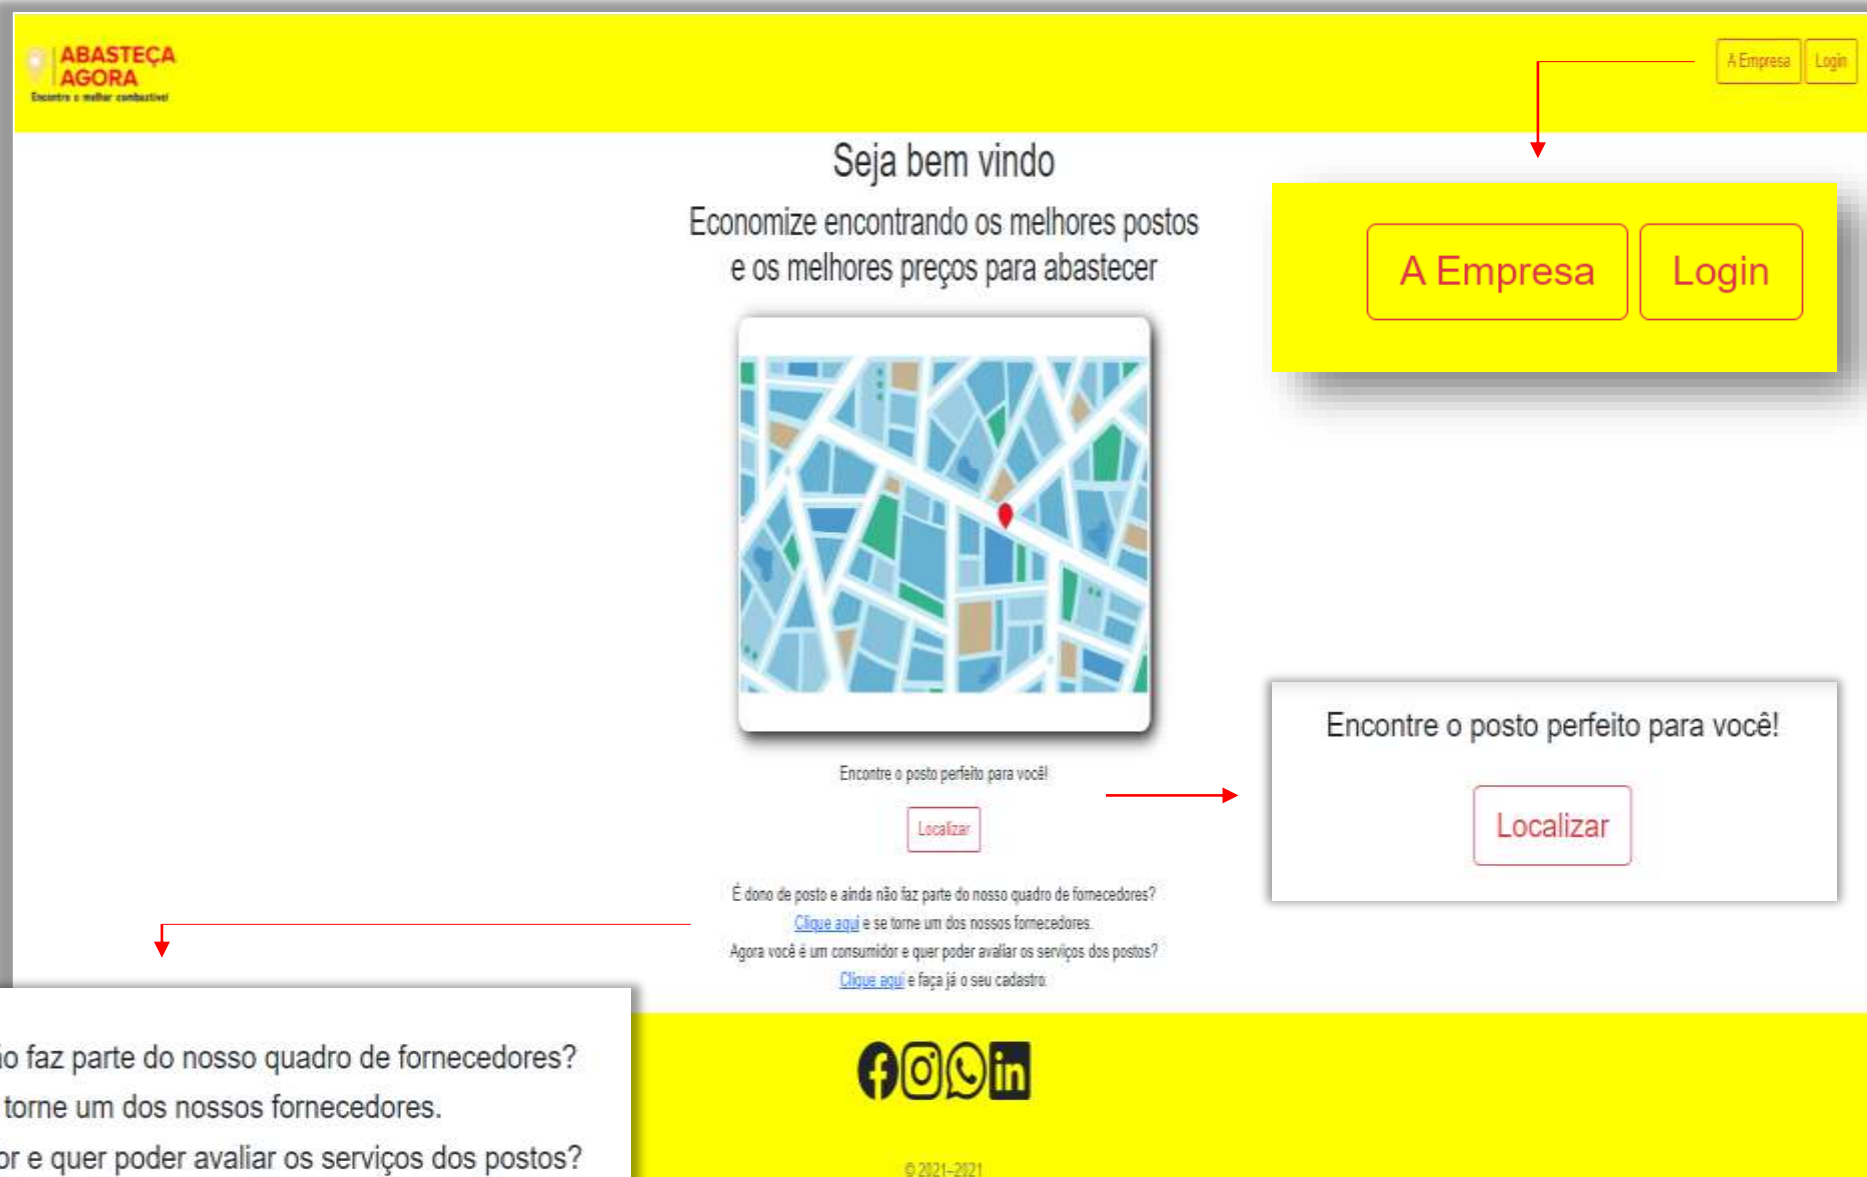 ABASTEÇA
AGORA
Encontre o melhor combustível
A Empresa
Login
Seja bem vindo
Economize encontrando os melhores postos
e os melhores preços para abastecer
A Empresa
Login
Encontre o posto perfeito para você!
Localizar
Encontre o posto perfeito para você!
Localizar
É dono de posto e ainda não faz parte do nosso quadro de fornecedores?
Clique aqui e se torne um dos nossos fornecedores.
Agora você é um consumidor e quer poder avaliar os serviços dos postos?
Clique aqui e faça já o seu cadastro.
faz parte do nosso quadro de fornecedores?
torne um dos nossos fornecedores.
e quer poder avaliar os serviços dos postos?
© 2021–2021